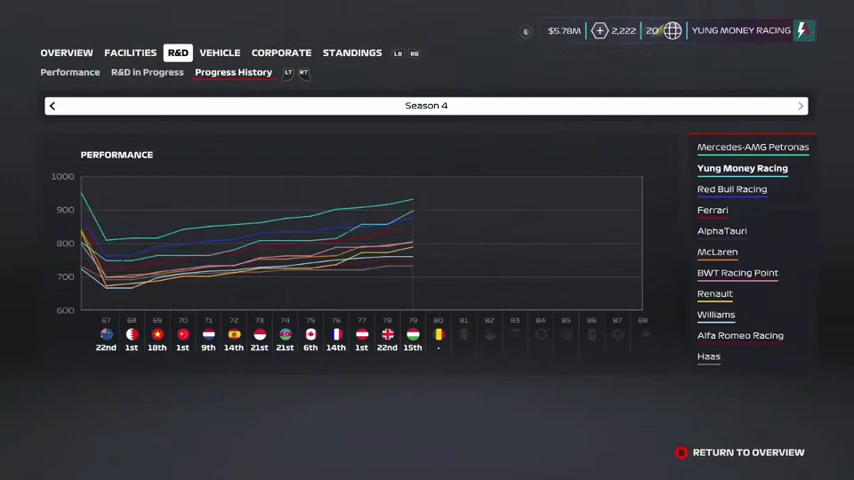 $5.78M 2,222 20 YUNG MONEY RACING
OVERVIEW FACILITIES R&D VEHICLE CORPORATE STANDINGS LB RB
Performance R&D in Progress Progress History LT RT
Season 4
PERFORMANCE
1000
900
800
700
600
67 68 69 70 71 72 73 74 75 76 77 78 79 80 81 82 83 84 85 86 87 88
22nd 1st 18th 1st 9th 14th 21st 21st 6th 14th 1st 22nd 15th -
Mercedes-AMG Petronas
Yung Money Racing
Red Bull Racing
Ferrari
AlphaTauri
McLaren
BWT Racing Point
Renault
Williams
Alfa Romeo Racing
Haas
RETURN TO OVERVIEW